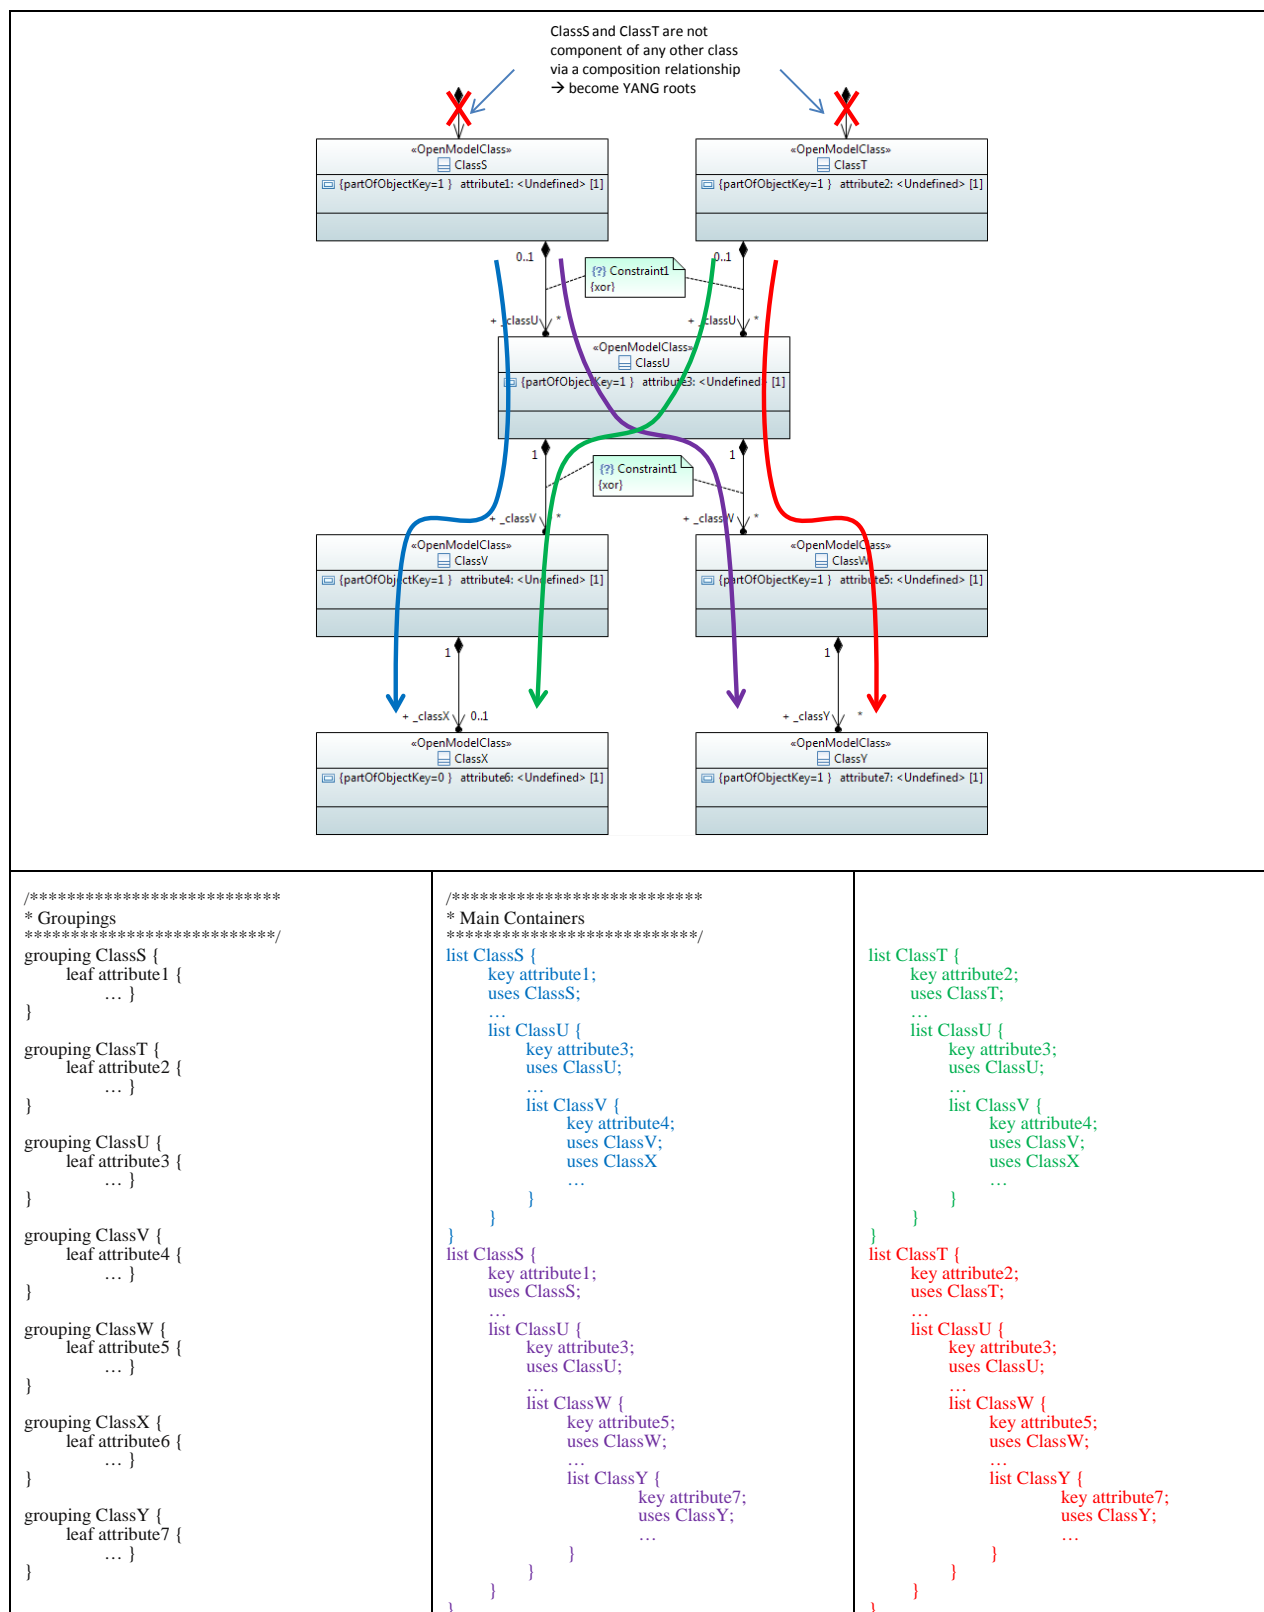 ClassS and ClassT are not
component of any other class
via a composition relationship
→ become YANG roots
«OpenModelClass»
ClassS
{partOfObjectKey=1 } attribute1: <Undefined> [1]
«OpenModelClass»
ClassT
{partOfObjectKey=1 } attribute2: <Undefined> [1]
0..1
0..1
{?} Constraint1
{xor}
+ _classU
*
+ _classU
*
«OpenModelClass»
ClassU
{partOfObjectKey=1 } attribute3: <Undefined> [1]
1
1
{?} Constraint1
{xor}
+ _classV
*
+ _classW
*
«OpenModelClass»
ClassV
{partOfObjectKey=1 } attribute4: <Undefined> [1]
«OpenModelClass»
ClassW
{partOfObjectKey=1 } attribute5: <Undefined> [1]
1
1
+ _classX
0..1
+ _classY
*
«OpenModelClass»
ClassX
{partOfObjectKey=0 } attribute6: <Undefined> [1]
«OpenModelClass»
ClassY
{partOfObjectKey=1 } attribute7: <Undefined> [1]
/***************************
* Groupings
***************************/
grouping ClassS {
leaf attribute1 {
… }
}
grouping ClassT {
leaf attribute2 {
… }
}
grouping ClassU {
leaf attribute3 {
… }
}
grouping ClassV {
leaf attribute4 {
… }
}
grouping ClassW {
leaf attribute5 {
… }
}
grouping ClassX {
leaf attribute6 {
… }
}
grouping ClassY {
leaf attribute7 {
… }
}
/***************************
* Main Containers
***************************/
list ClassS {
key attribute1;
uses ClassS;
…
list ClassU {
key attribute3;
uses ClassU;
…
list ClassV {
key attribute4;
uses ClassV;
uses ClassX
…
}
}
}
list ClassS {
key attribute1;
uses ClassS;
…
list ClassU {
key attribute3;
uses ClassU;
…
list ClassW {
key attribute5;
uses ClassW;
…
list ClassY {
key attribute7;
uses ClassY;
…
}
}
}
}
list ClassT {
key attribute2;
uses ClassT;
…
list ClassU {
key attribute3;
uses ClassU;
…
list ClassV {
key attribute4;
uses ClassV;
uses ClassX
…
}
}
}
list ClassT {
key attribute2;
uses ClassT;
…
list ClassU {
key attribute3;
uses ClassU;
…
list ClassW {
key attribute5;
uses ClassW;
…
list ClassY {
key attribute7;
uses ClassY;
…
}
}
}
}